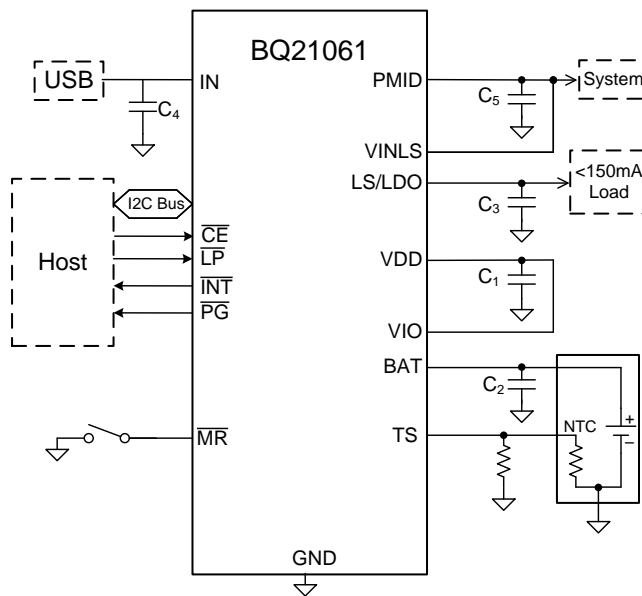 BQ21061
USB
IN
C4
PMID
C5
System
VINLS
LS/LDO
<150mA
Load
C3
I2C Bus
Host
CE
LP
INT
PG
VDD
C1
VIO
BAT
C2
NTC
+
−
MR
TS
GND